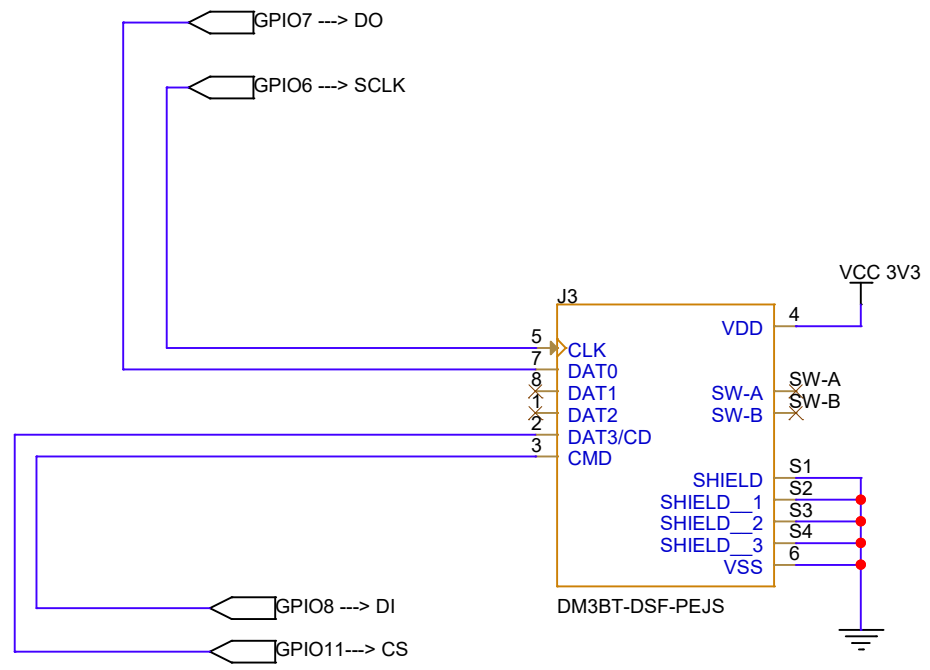 GPIO7 ---> DO
GPIO6 ---> SCLK
VCC 3V3
J3
4
VDD
5
CLK
7
DAT0
8
DAT1
SW-A
SW-A
1
DAT2
SW-B
SW-B
2
DAT3/CD
3
CMD
S1
SHIELD
S2
SHIELD__1
S3
SHIELD__2
S4
SHIELD__3
6
VSS
DM3BT-DSF-PEJS
GPIO8 ---> DI
GPIO11---> CS